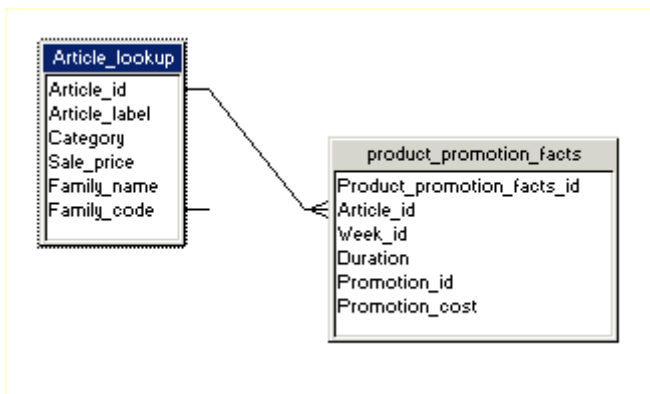 Article_lookup
Article_id
Article_label
Category
Sale_price
Family_name
Family_code
product_promotion_facts
Product_promotion_facts_id
Article_id
Week_id
Duration
Promotion_id
Promotion_cost